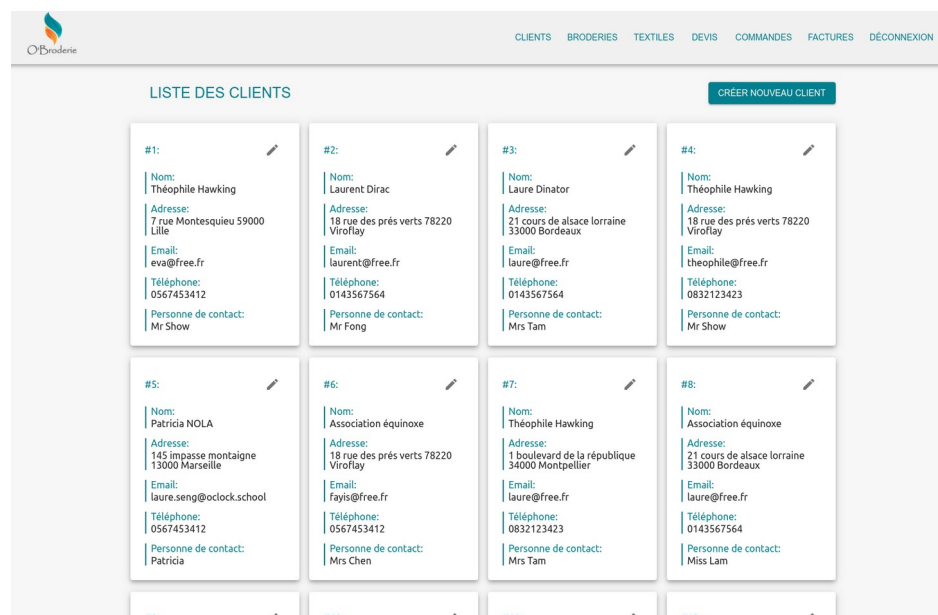 O'Broderie
CLIENTS BRODERIES TEXTILES DEVIS COMMANDES FACTURES DÉCONNEXION
LISTE DES CLIENTS
CRÉER NOUVEAU CLIENT
#1:
Nom:
Théophile Hawking
Adresse:
7 rue Montesquieu 59000
Lille
Email:
eva@free.fr
Téléphone:
0567453412
Personne de contact:
Mr Show
#2:
Nom:
Laurent Dirac
Adresse:
18 rue des prés verts 78220
Viroflay
Email:
laurent@free.fr
Téléphone:
0143567564
Personne de contact:
Mr Fong
#3:
Nom:
Laure Dinator
Adresse:
21 cours de alsace lorraine
33000 Bordeaux
Email:
laure@free.fr
Téléphone:
0143567564
Personne de contact:
Mrs Tam
#4:
Nom:
Théophile Hawking
Adresse:
18 rue des prés verts 78220
Viroflay
Email:
theophile@free.fr
Téléphone:
0832123423
Personne de contact:
Mr Show
#5:
Nom:
Patricia NOLA
Adresse:
145 impasse montaigne
13000 Marseille
Email:
laure.seng@oclock.school
Téléphone:
0567453412
Personne de contact:
Patricia
#6:
Nom:
Association équinoxe
Adresse:
18 rue des prés verts 78220
Viroflay
Email:
fayis@free.fr
Téléphone:
0567453412
Personne de contact:
Mrs Chen
#7:
Nom:
Théophile Hawking
Adresse:
1 boulevard de la république
34000 Montpellier
Email:
laure@free.fr
Téléphone:
0832123423
Personne de contact:
Mrs Tam
#8:
Nom:
Association équinoxe
Adresse:
21 cours de alsace lorraine
33000 Bordeaux
Email:
laure@free.fr
Téléphone:
0143567564
Personne de contact:
Miss Lam